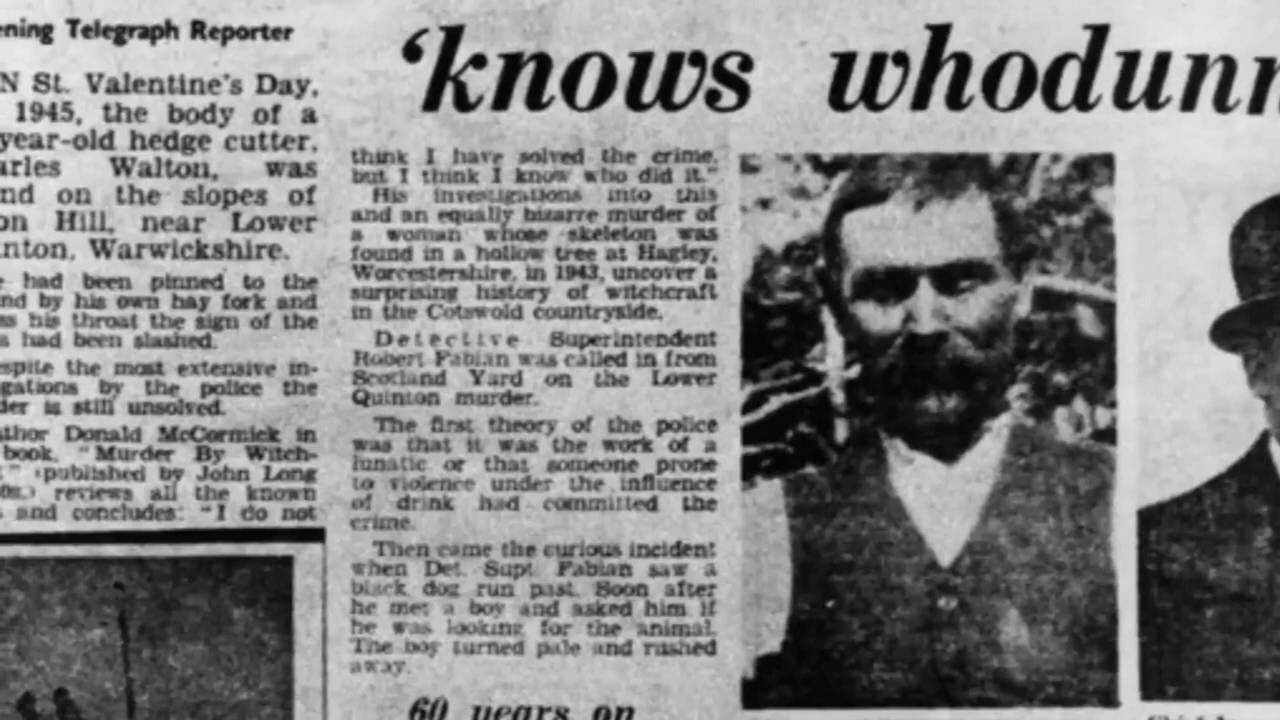 ening Telegraph Reporter
N St. Valentine's Day,
1945, the body of a
year-old hedge cutter,
arles Walton, was
nd on the slopes of
on Hill, near Lower
nton, Warwickshire.
e had been pinned to the
nd by his own hay fork and
ss his throat the sign of the
s had been slashed.
espite the most extensive in-
gations by the police the
der is still unsolved.
thor Donald McCormick in
book, "Murder By Witch-
" published by John Long
reviews all the known
s and concludes: "I do not
'knows whodunn
think I have solved the crime,
but I think I know who did it."
His investigations into this
and an equally bizarre murder of
a woman whose skeleton was
found in a hollow tree at Hagley,
Worcestershire, in 1943, uncover a
surprising history of witchcraft
in the Cotswold countryside.
Detective Superintendent
Robert Fabian was called in from
Scotland Yard on the Lower
Quinton murder.
The first theory of the police
was that it was the work of a
lunatic or that someone prone
to violence under the influence
of drink had committed the
crime.
Then came the curious incident
when Det. Supt. Fabian saw a
black dog run past. Soon after
he met a boy and asked him if
he was looking for the animal.
The boy turned pale and rushed
away.
60 years on